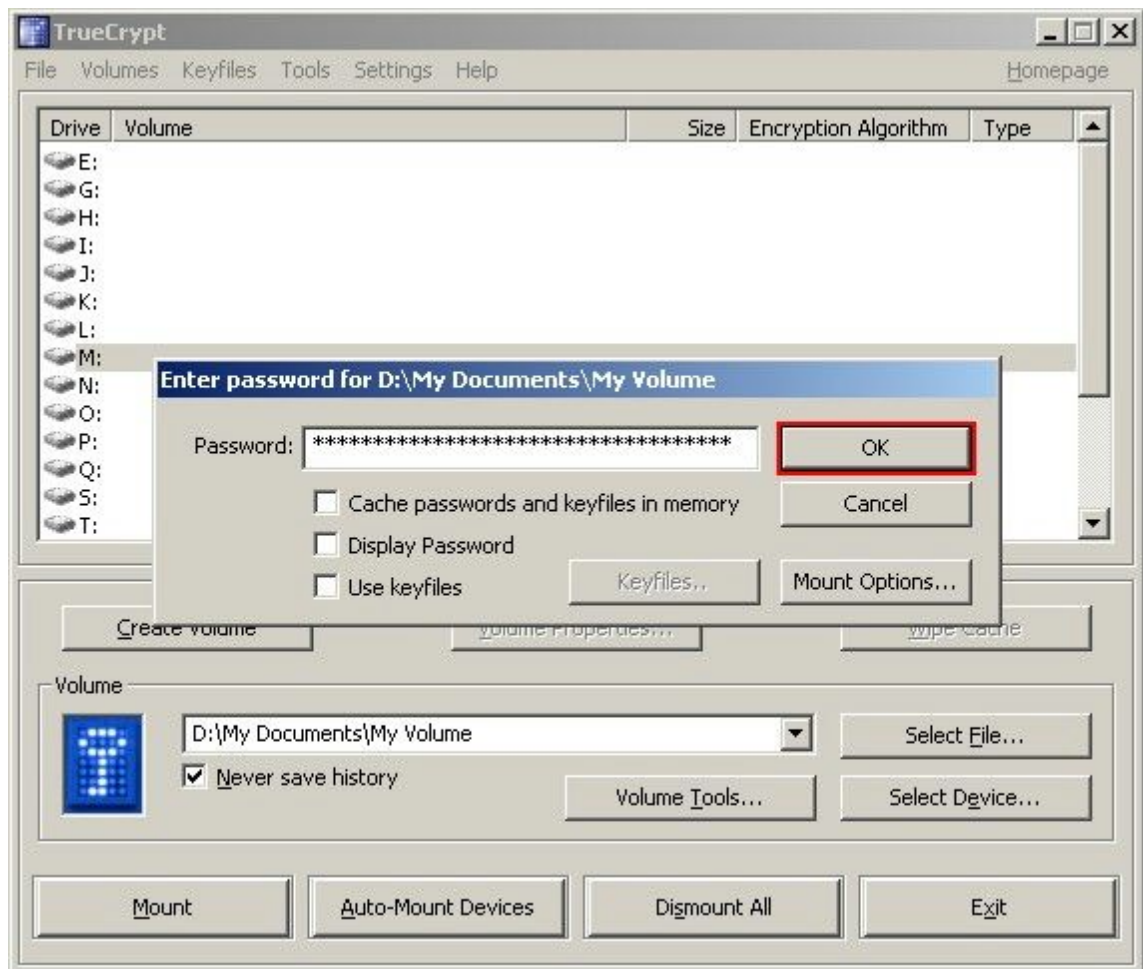 TrueCrypt
File Volumes Keyfiles Tools Settings Help Homepage
Drive Volume Size Encryption Algorithm Type
E:
G:
H:
I:
J:
K:
L:
M:
N:
O:
P:
Q:
S:
T:
Enter password for D:\My Documents\My Volume
Password: *********************************** OK
Cache passwords and keyfiles in memory Cancel
Display Password
Use keyfiles Keyfiles.. Mount Options...
Create Volume Volume Properties... Wipe Cache
Volume
D:\My Documents\My Volume Select File...
Never save history
Volume Tools... Select Device...
Mount Auto-Mount Devices Dismount All Exit